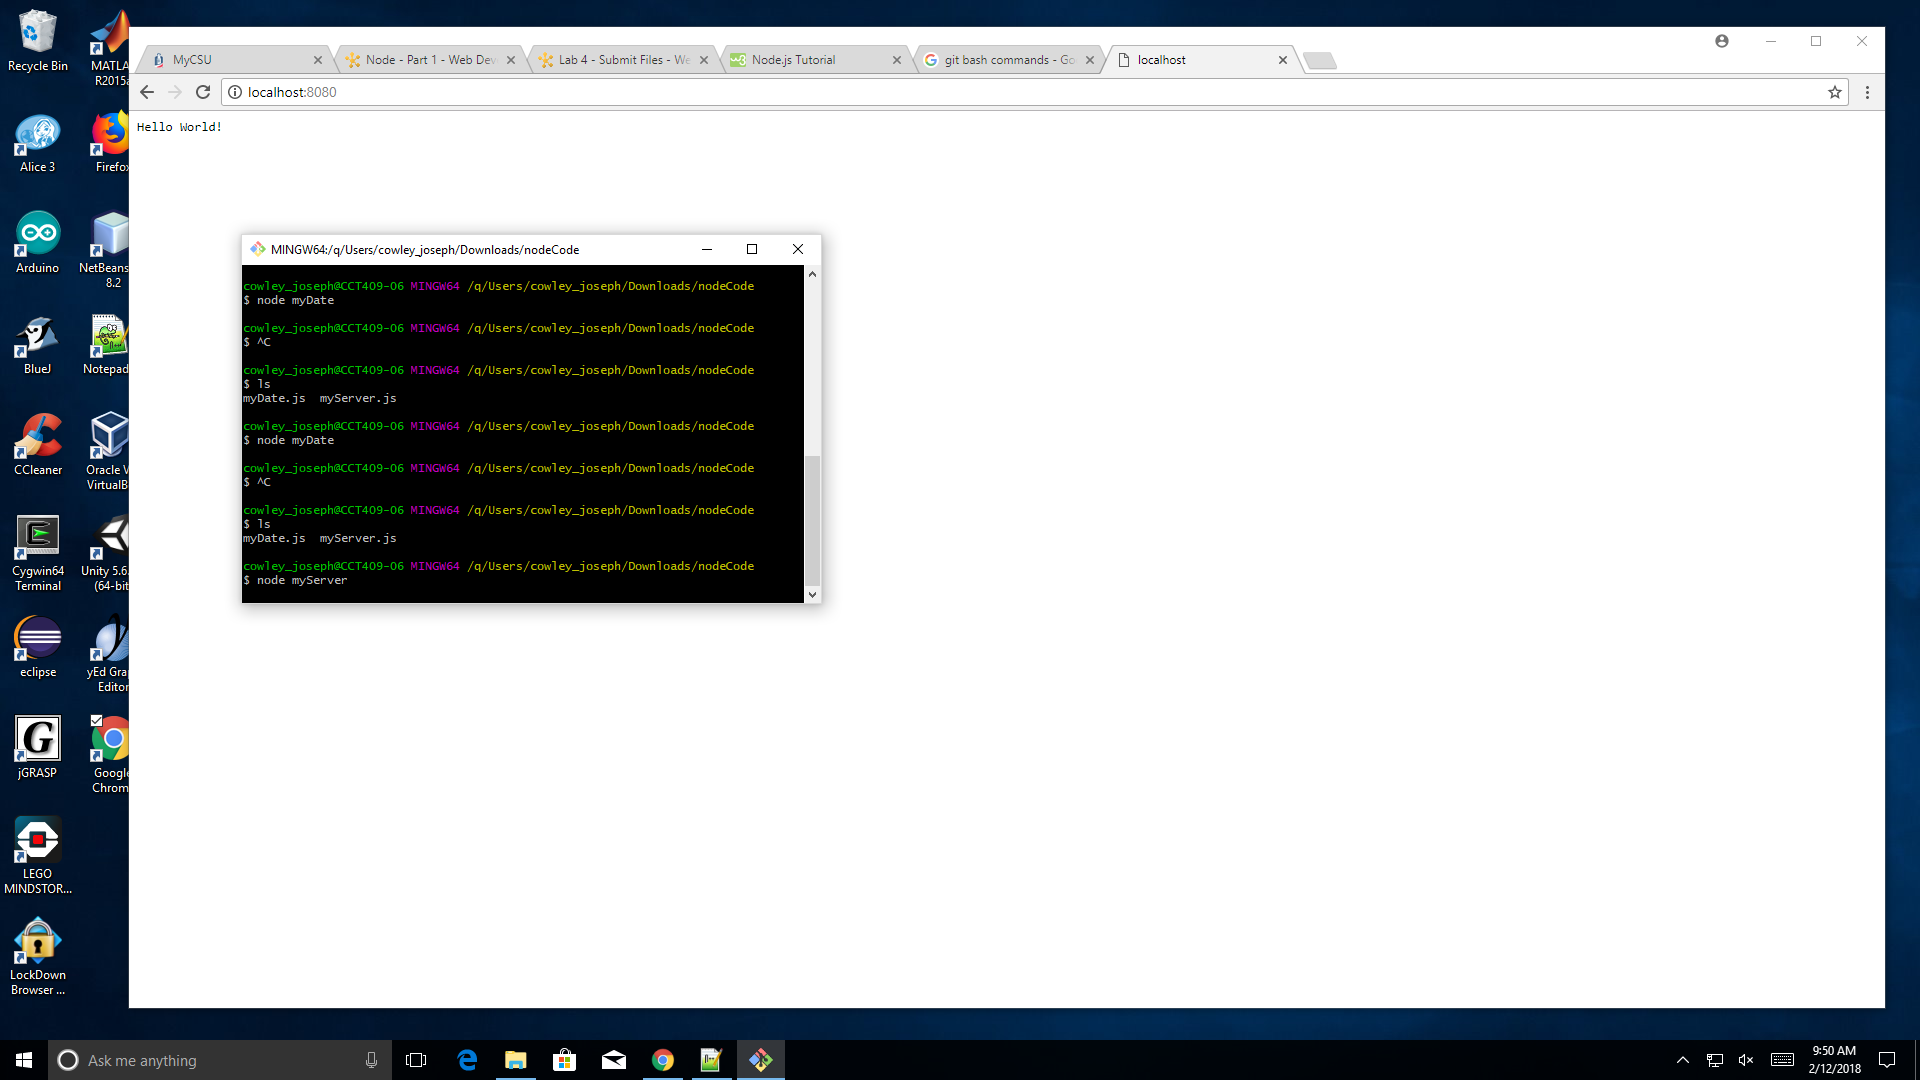 Recycle Bin
MATLA
R2015a
Alice 3
Firefox
Arduino
NetBeans
8.2
BlueJ
Notepad
CCleaner
Oracle V
VirtualB
Cygwin64
Terminal
Unity 5.6.
(64-bit
eclipse
yEd Gra
Editor
jGRASP
Google
Chrom
LEGO
MINDSTOR...
LockDown
Browser ...
MyCSU
Node - Part 1 - Web Dev
Lab 4 - Submit Files - We
Node.js Tutorial
git bash commands - Go
localhost
localhost:8080
Hello World!
MINGW64:/q/Users/cowley_joseph/Downloads/nodeCode
cowley_joseph@CCT409-06 MINGW64 /q/Users/cowley_joseph/Downloads/nodeCode
$ node myDate
cowley_joseph@CCT409-06 MINGW64 /q/Users/cowley_joseph/Downloads/nodeCode
$ ^C
cowley_joseph@CCT409-06 MINGW64 /q/Users/cowley_joseph/Downloads/nodeCode
$ ls
myDate.js  myServer.js
cowley_joseph@CCT409-06 MINGW64 /q/Users/cowley_joseph/Downloads/nodeCode
$ node myDate
cowley_joseph@CCT409-06 MINGW64 /q/Users/cowley_joseph/Downloads/nodeCode
$ ^C
cowley_joseph@CCT409-06 MINGW64 /q/Users/cowley_joseph/Downloads/nodeCode
$ ls
myDate.js  myServer.js
cowley_joseph@CCT409-06 MINGW64 /q/Users/cowley_joseph/Downloads/nodeCode
$ node myServer
Ask me anything
9:50 AM
2/12/2018